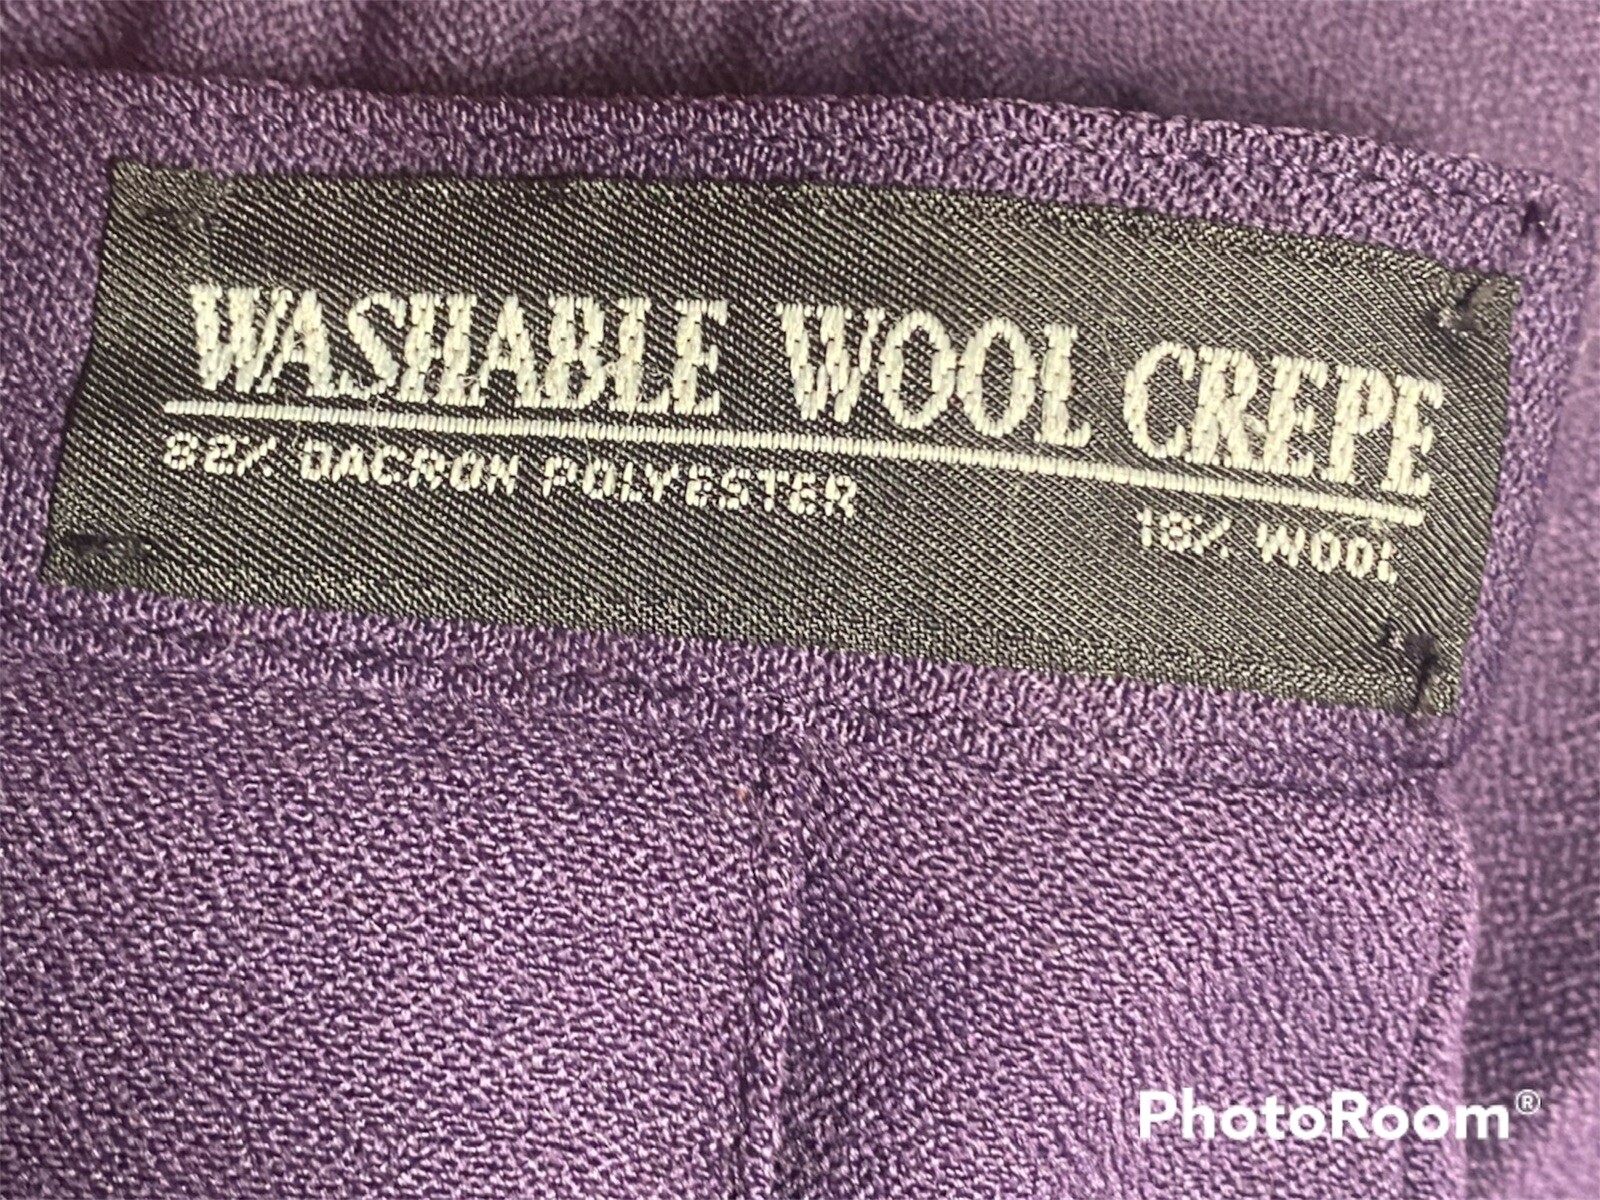 WASHABLE WOOL CREPE
82% DACRON POLYESTER 18% WOOL
PhotoRoom®